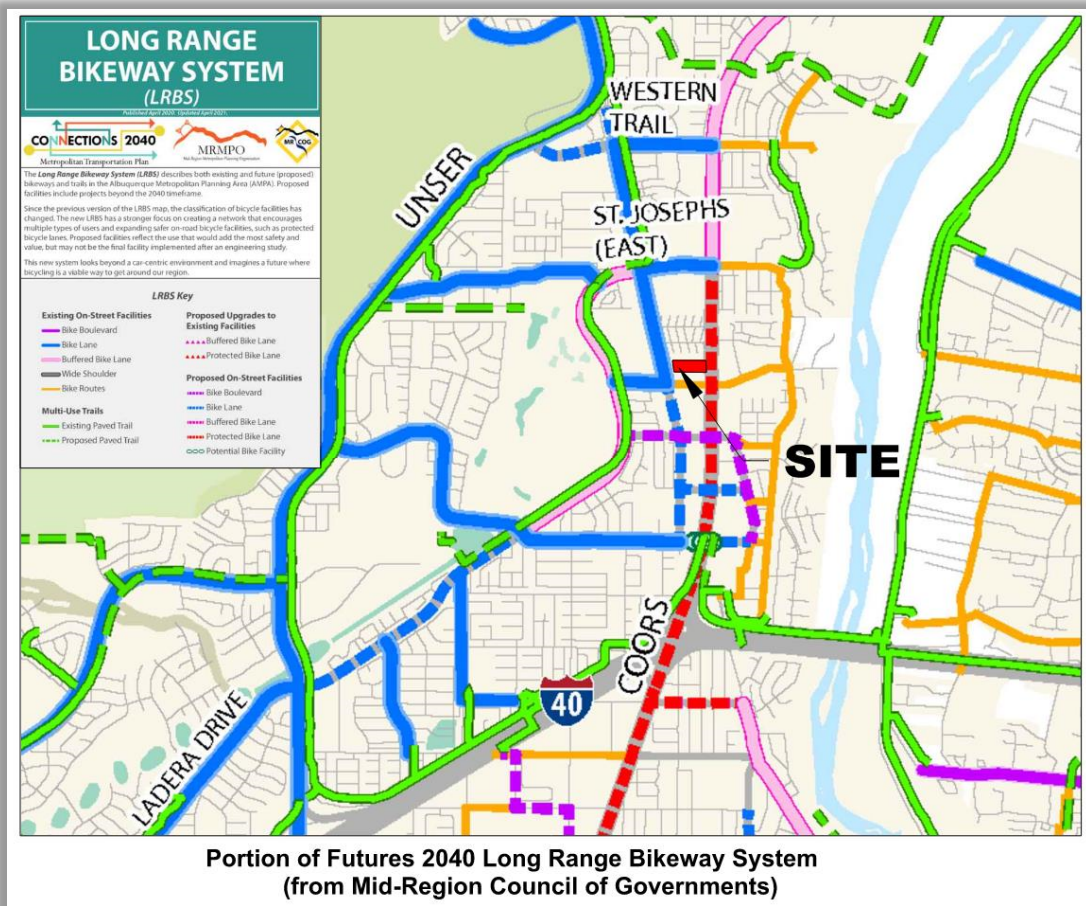 LONG RANGE
BIKEWAY SYSTEM
(LRBS)
Published April 2020. Updated April 2021.
CONNECTIONS 2040
Metropolitan Transportation Plan
MRMPO
Mid-Region Metropolitan Planning Organization
MR COG
The Long Range Bikeway System (LRBS) describes both existing and future (proposed)
bikeways and trails in the Albuquerque Metropolitan Planning Area (AMPA). Proposed
facilities include projects beyond the 2040 timeframe.
Since the previous version of the LRBS map, the classification of bicycle facilities has
changed. The new LRBS has a stronger focus on creating a network that encourages
multiple types of users and expanding safer on-road bicycle facilities, such as protected
bicycle lanes. Proposed facilities reflect the use that would add the most safety and
value, but may not be the final facility implemented after an engineering study.
This new system looks beyond a car-centric environment and imagines a future where
bicycling is a viable way to get around our region.
LRBS Key
Existing On-Street Facilities
Bike Boulevard
Bike Lane
Buffered Bike Lane
Wide Shoulder
Bike Routes
Multi-Use Trails
Existing Paved Trail
Proposed Paved Trail
Proposed Upgrades to
Existing Facilities
Buffered Bike Lane
Protected Bike Lane
Proposed On-Street Facilities
Bike Boulevard
Bike Lane
Buffered Bike Lane
Protected Bike Lane
Potential Bike Facility
WESTERN
TRAIL
UNSER
ST. JOSEPHS
(EAST)
SITE
COORS
40
LADERA DRIVE
Portion of Futures 2040 Long Range Bikeway System
(from Mid-Region Council of Governments)